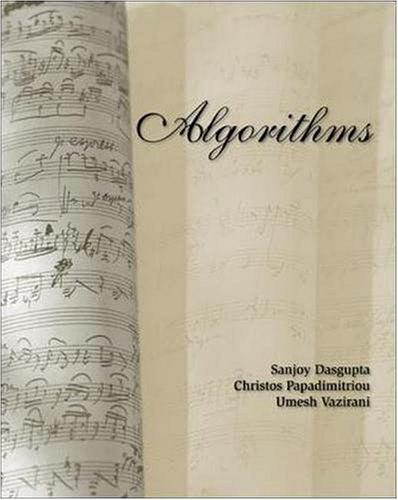 Algorithms
Sanjoy Dasgupta
Christos Papadimitriou
Umesh Vazirani